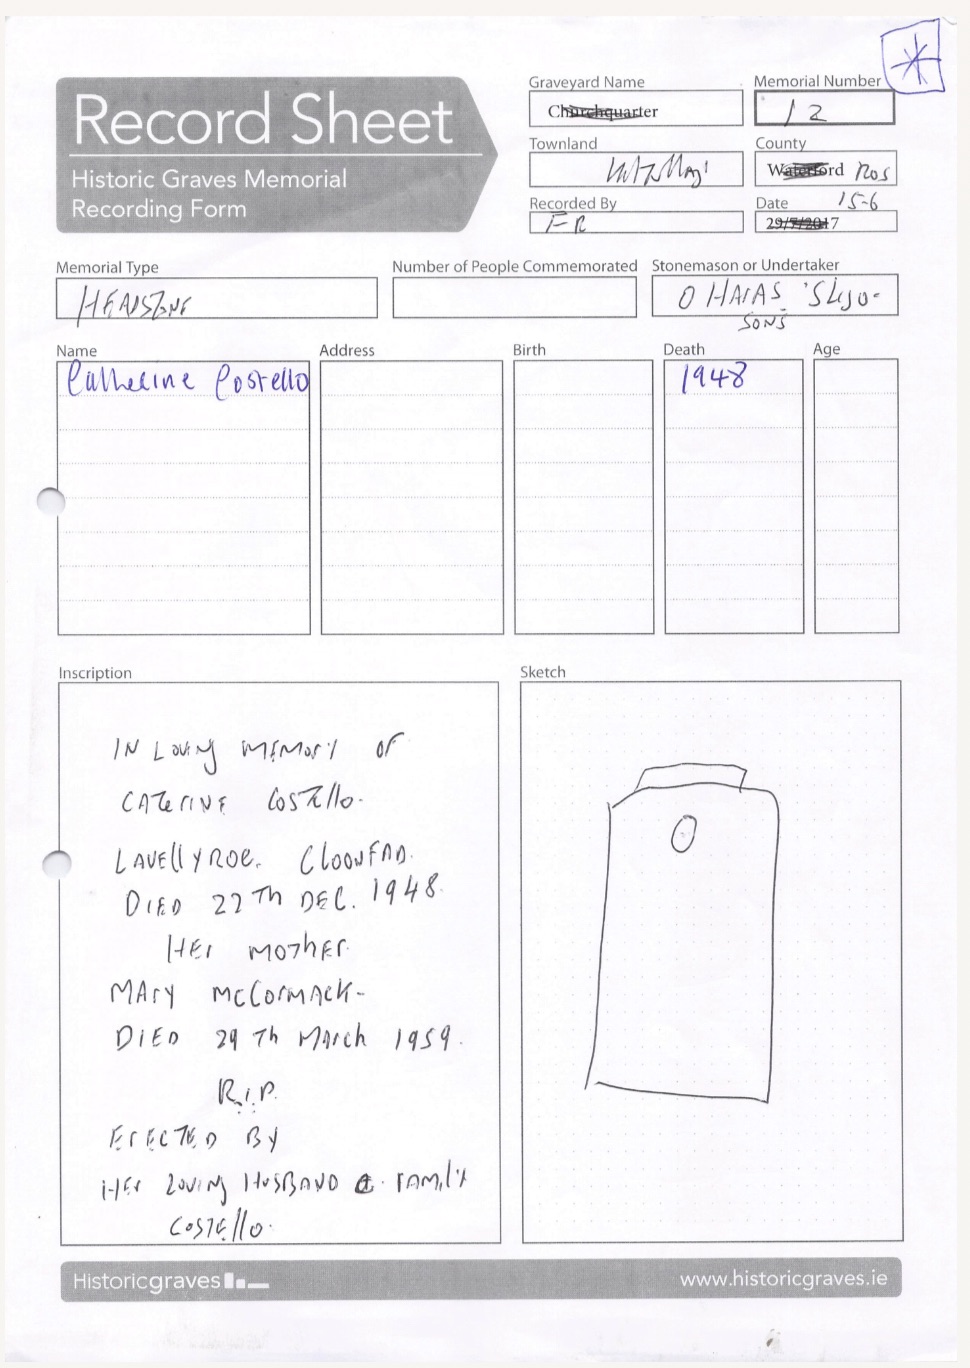 Record Sheet
Historic Graves Memorial
Recording Form
Graveyard Name
Churchquarter
Memorial Number
12
Townland
County
Waterford Ros
Recorded By
FR
Date 15-6
29/7/2017
Memorial Type
HEADSTONE
Number of People Commemorated
Stonemason or Undertaker
O HARAS SLIGO-
SONS
Name
Address
Birth
Death
Age
Catherine Costello
1948
Inscription
Sketch
IN LOVING MEMORY OF
CATERINE COSTELLO.
LAVELLYROE. CLOONFAD.
DIED 22TH DEC. 1948
HER MOTHER
MARY MCCORMACK-
DIED 29TH MARCH 1959.
R.I.P.
ERECTED BY
HER LOVING HUSBAND & FAMILY
COSTELLO.
Historicgraves
www.historicgraves.ie